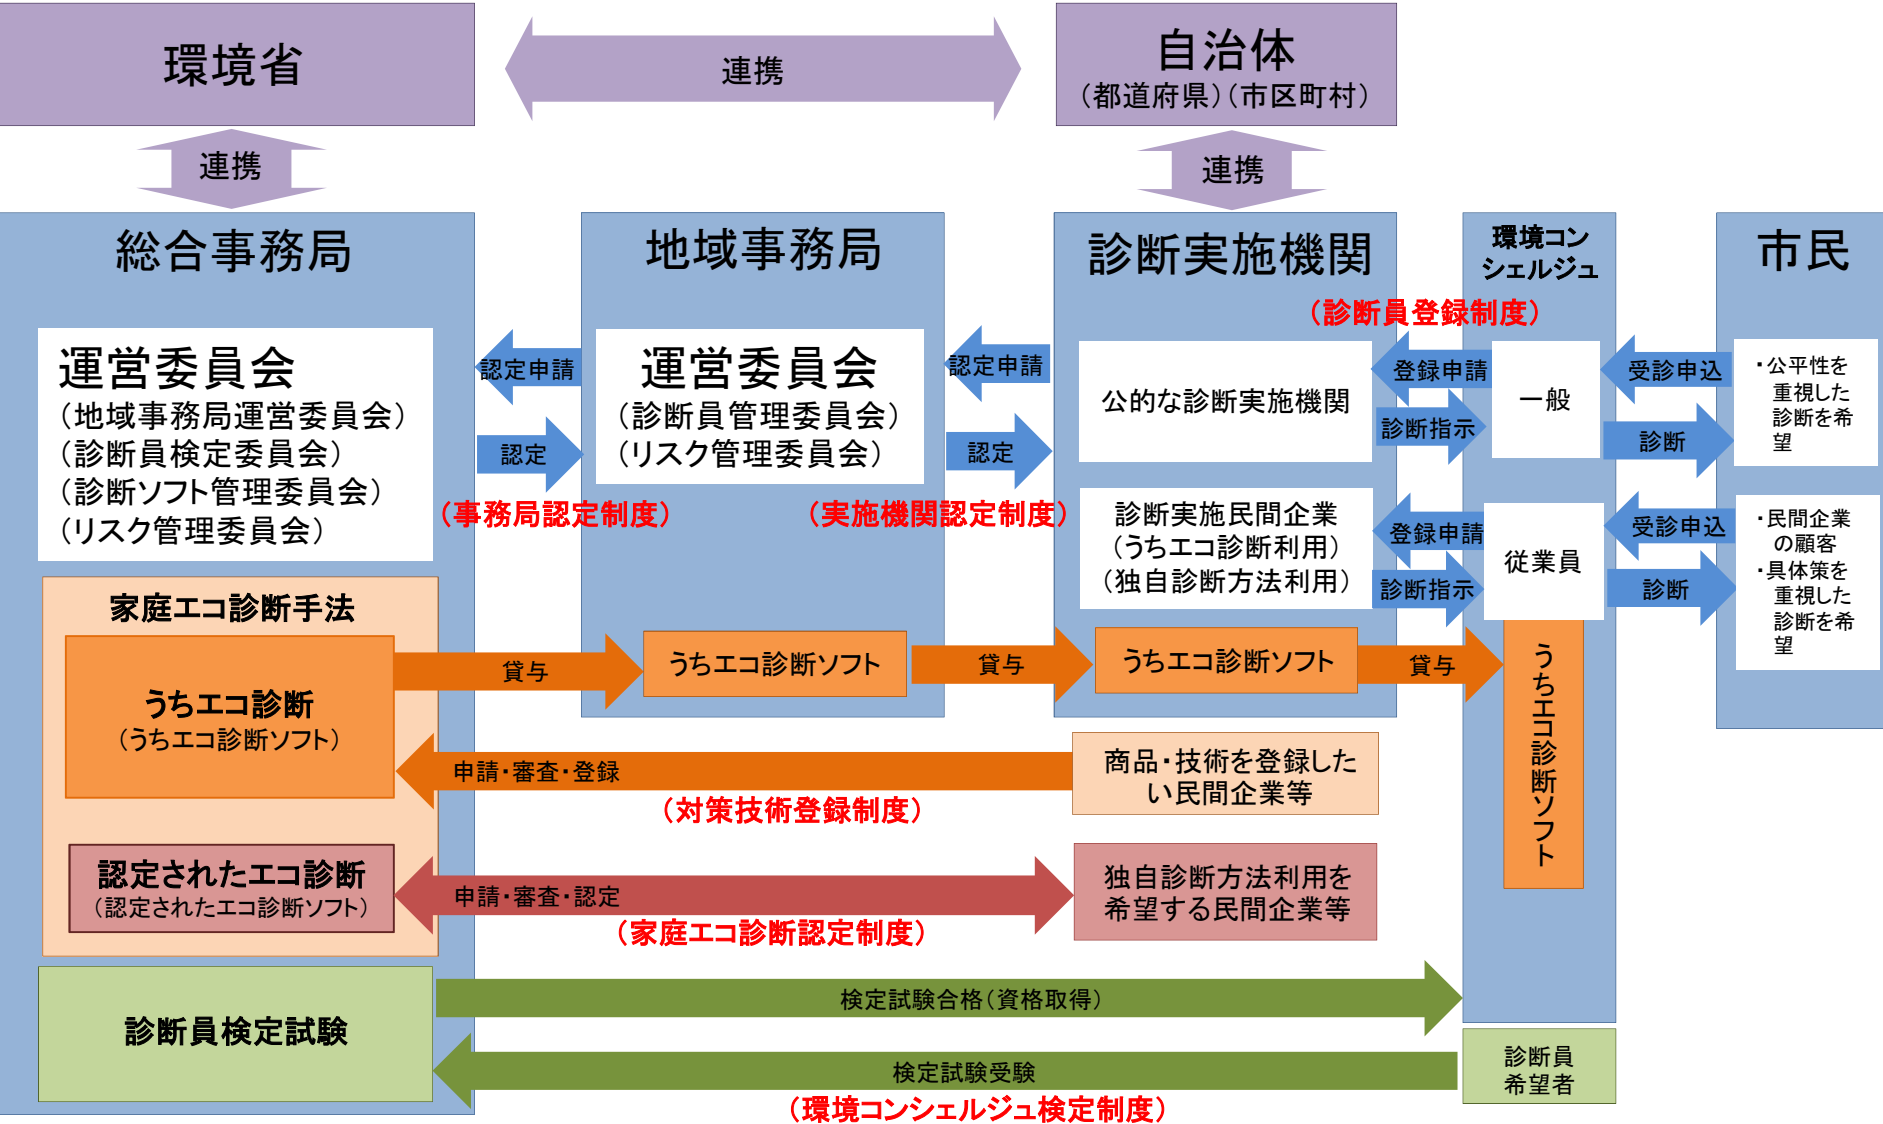 環境省
連携
自治体
（都道府県）（市区町村）
連携
連携
総合事務局
運営委員会
（地域事務局運営委員会）
（診断員検定委員会）
（診断ソフト管理委員会）
（リスク管理委員会）
認定申請
認定
（事務局認定制度）
地域事務局
運営委員会
（診断員管理委員会）
（リスク管理委員会）
認定申請
認定
（実施機関認定制度）
診断実施機関
（診断員登録制度）
公的な診断実施機関
登録申請
診断指示
診断実施民間企業
（うちエコ診断利用）
（独自診断方法利用）
登録申請
診断指示
環境コン
シェルジュ
一般
従業員
受診申込
診断
受診申込
診断
市民
・公平性を
重視した
診断を希
望
・民間企業
の顧客
・具体策を
重視した
診断を希
望
家庭エコ診断手法
うちエコ診断
（うちエコ診断ソフト）
貸与
うちエコ診断ソフト
貸与
うちエコ診断ソフト
貸与
うちエコ診断ソフト
申請・審査・登録
（対策技術登録制度）
商品・技術を登録した
い民間企業等
認定されたエコ診断
（認定されたエコ診断ソフト）
申請・審査・認定
（家庭エコ診断認定制度）
独自診断方法利用を
希望する民間企業等
診断員検定試験
検定試験合格（資格取得）
検定試験受験
（環境コンシェルジュ検定制度）
診断員
希望者